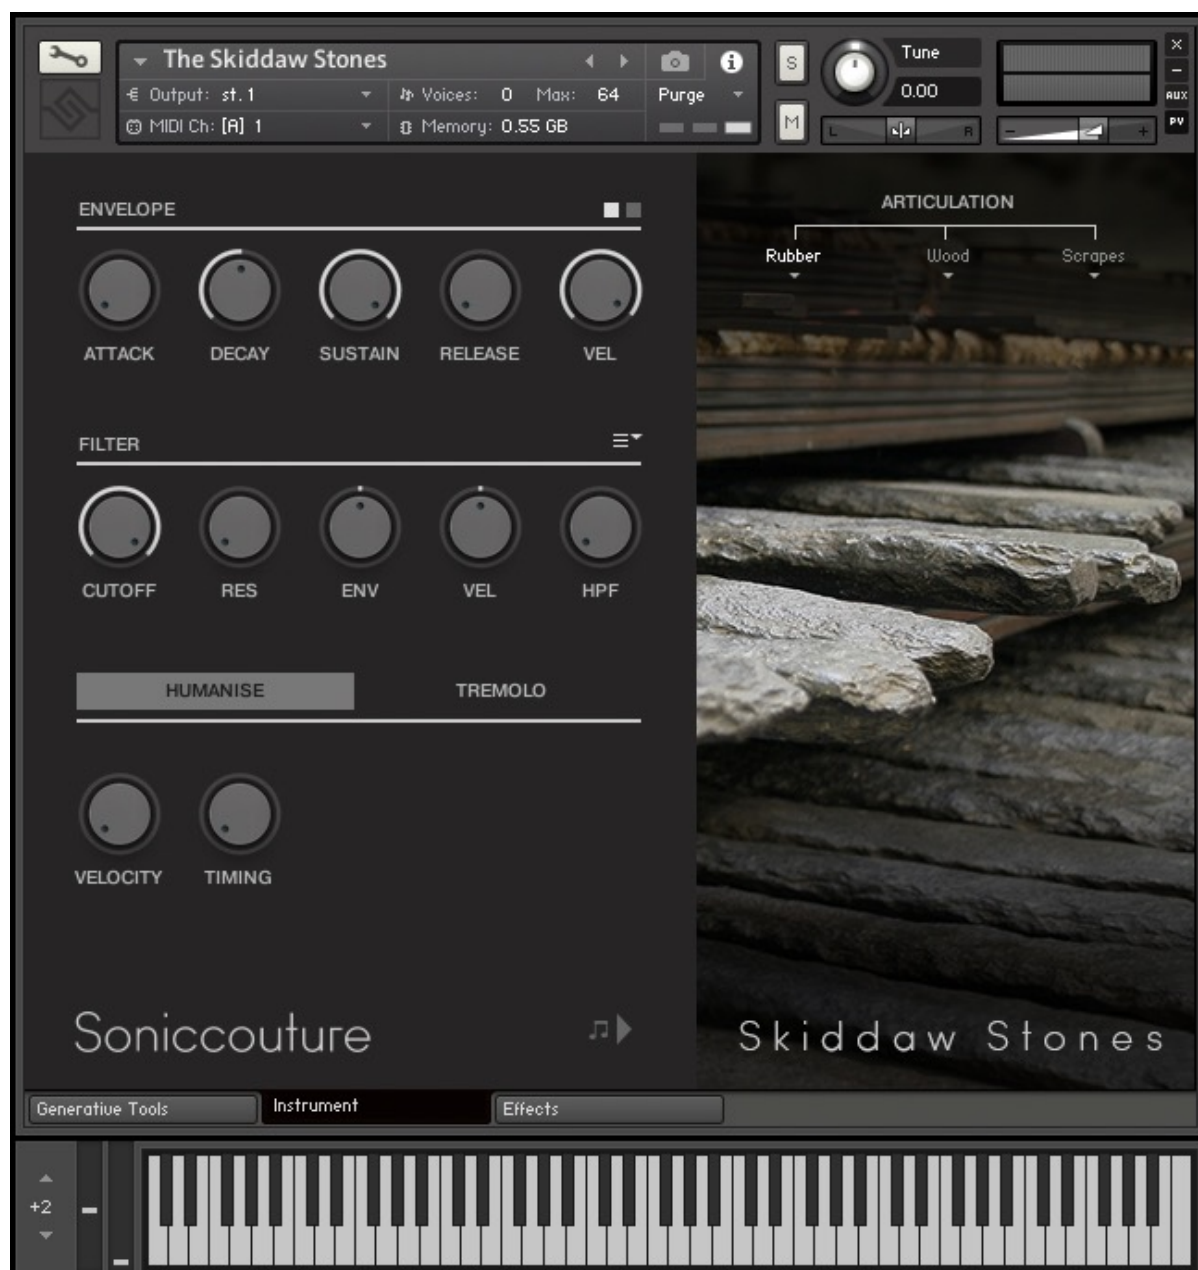 The Skiddaw Stones
Output: st.1
Voices: 0 Max: 64
Purge
MIDI Ch: [A] 1
Memory: 0.55 GB
S
M
Tune
0.00
L R
- +
X
-
AUX
PV
ENVELOPE
ATTACK DECAY SUSTAIN RELEASE VEL
FILTER
CUTOFF RES ENV VEL HPF
HUMANISE TREMOLO
VELOCITY TIMING
Soniccouture
ARTICULATION
Rubber Wood Scrapes
Skiddaw Stones
Generative Tools Instrument Effects
+2